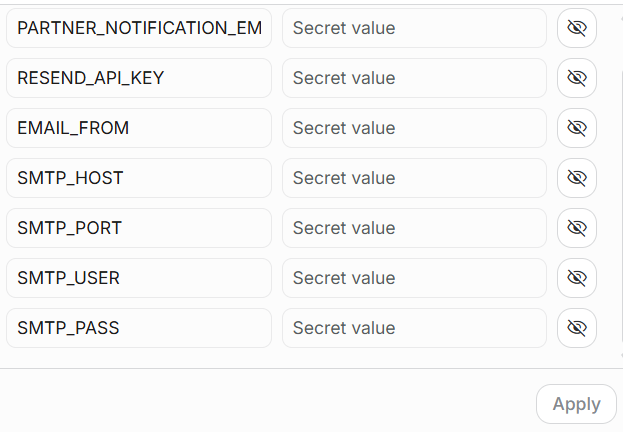 PARTNER_NOTIFICATION_EM Secret value
RESEND_API_KEY Secret value
EMAIL_FROM Secret value
SMTP_HOST Secret value
SMTP_PORT Secret value
SMTP_USER Secret value
SMTP_PASS Secret value
Apply